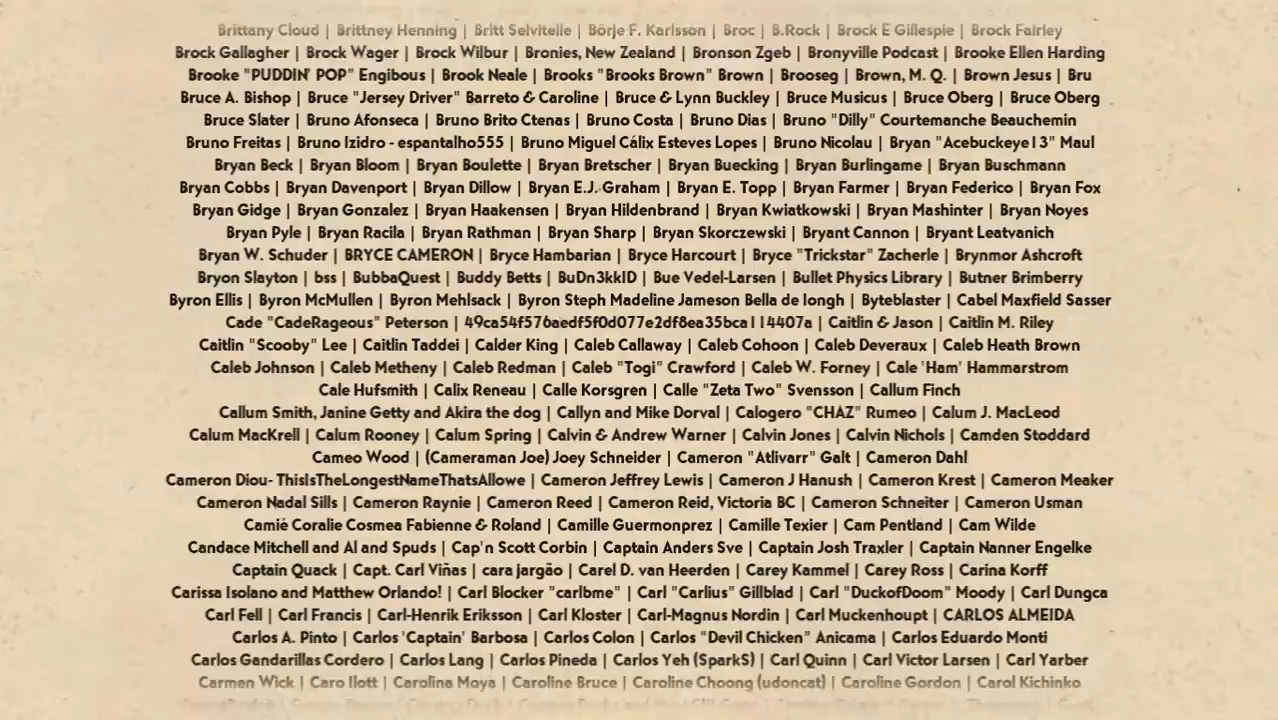 Brittany Cloud | Brittney Henning | Britt Selvitelle | Börje F. Karlsson | Broc | B.Rock | Brock E Gillespie | Brock Fairley
Brock Gallagher | Brock Wager | Brock Wilbur | Bronies, New Zealand | Bronson Zgeb | Bronyville Podcast | Brooke Ellen Harding
Brooke "PUDDIN' POP" Engibous | Brook Neale | Brooks "Brooks Brown" Brown | Brooseg | Brown, M. Q. | Brown Jesus | Bru
Bruce A. Bishop | Bruce "Jersey Driver" Barreto & Caroline | Bruce & Lynn Buckley | Bruce Musicus | Bruce Oberg | Bruce Oberg
Bruce Slater | Bruno Afonseca | Bruno Brito Ctenas | Bruno Costa | Bruno Dias | Bruno "Dilly" Courtemanche Beauchemin
Bruno Freitas | Bruno Izidro - espantalho555 | Bruno Miguel Cálix Esteves Lopes | Bruno Nicolau | Bryan "Acebuckeye13" Maul
Bryan Beck | Bryan Bloom | Bryan Boulette | Bryan Bretscher | Bryan Buecking | Bryan Burlingame | Bryan Buschmann
Bryan Cobbs | Bryan Davenport | Bryan Dillow | Bryan E.J. Graham | Bryan E. Topp | Bryan Farmer | Bryan Federico | Bryan Fox
Bryan Gidge | Bryan Gonzalez | Bryan Haakensen | Bryan Hildenbrand | Bryan Kwiatkowski | Bryan Mashinter | Bryan Noyes
Bryan Pyle | Bryan Racila | Bryan Rathman | Bryan Sharp | Bryan Skorczewski | Bryant Cannon | Bryant Leatvanich
Bryan W. Schuder | BRYCE CAMERON | Bryce Hambarian | Bryce Harcourt | Bryce "Trickstar" Zacherle | Brynmor Ashcroft
Bryon Slayton | bss | BubbaQuest | Buddy Betts | BuDn3kkID | Bue Vedel-Larsen | Bullet Physics Library | Butner Brimberry
Byron Ellis | Byron McMullen | Byron Mehlsack | Byron Steph Madeline Jameson Bella de Iongh | Byteblaster | Cabel Maxfield Sasser
Cade "CadeRageous" Peterson | 49ca54f576aedf5f0d077e2df8ea35bca114407a | Caitlin & Jason | Caitlin M. Riley
Caitlin "Scooby" Lee | Caitlin Taddei | Calder King | Caleb Callaway | Caleb Cohoon | Caleb Deveraux | Caleb Heath Brown
Caleb Johnson | Caleb Metheny | Caleb Redman | Caleb "Togi" Crawford | Caleb W. Forney | Cale 'Ham' Hammarstrom
Cale Hufsmith | Calix Reneau | Calle Korsgren | Calle "Zeta Two" Svensson | Callum Finch
Callum Smith, Janine Getty and Akira the dog | Callyn and Mike Dorval | Calogero "CHAZ" Rumeo | Calum J. MacLeod
Calum MacKrell | Calum Rooney | Calum Spring | Calvin & Andrew Warner | Calvin Jones | Calvin Nichols | Camden Stoddard
Cameo Wood | (Cameraman Joe) Joey Schneider | Cameron "Atlivarr" Galt | Cameron Dahl
Cameron Diou- ThisIsTheLongestNameThatsAllowe | Cameron Jeffrey Lewis | Cameron J Hanush | Cameron Krest | Cameron Meaker
Cameron Nadal Sills | Cameron Raynie | Cameron Reed | Cameron Reid, Victoria BC | Cameron Schneiter | Cameron Usman
Camié Coralie Cosmea Fabienne & Roland | Camille Guermonprez | Camille Texier | Cam Pentland | Cam Wilde
Candace Mitchell and Al and Spuds | Cap'n Scott Corbin | Captain Anders Sve | Captain Josh Traxler | Captain Nanner Engelke
Captain Quack | Capt. Carl Viñas | cara jargão | Carel D. van Heerden | Carey Kammel | Carey Ross | Carina Korff
Carissa Isolano and Matthew Orlando! | Carl Blocker "carlbme" | Carl "Carlius" Gillblad | Carl "DuckofDoom" Moody | Carl Dungca
Carl Fell | Carl Francis | Carl-Henrik Eriksson | Carl Kloster | Carl-Magnus Nordin | Carl Muckenhoupt | CARLOS ALMEIDA
Carlos A. Pinto | Carlos 'Captain' Barbosa | Carlos Colon | Carlos "Devil Chicken" Anicama | Carlos Eduardo Monti
Carlos Gandarillas Cordero | Carlos Lang | Carlos Pineda | Carlos Yeh (SparkS) | Carl Quinn | Carl Victor Larsen | Carl Yarber
Carmen Wick | Caro Ilott | Carolina Moya | Caroline Bruce | Caroline Choong (udoncat) | Caroline Gordon | Carol Kichinko